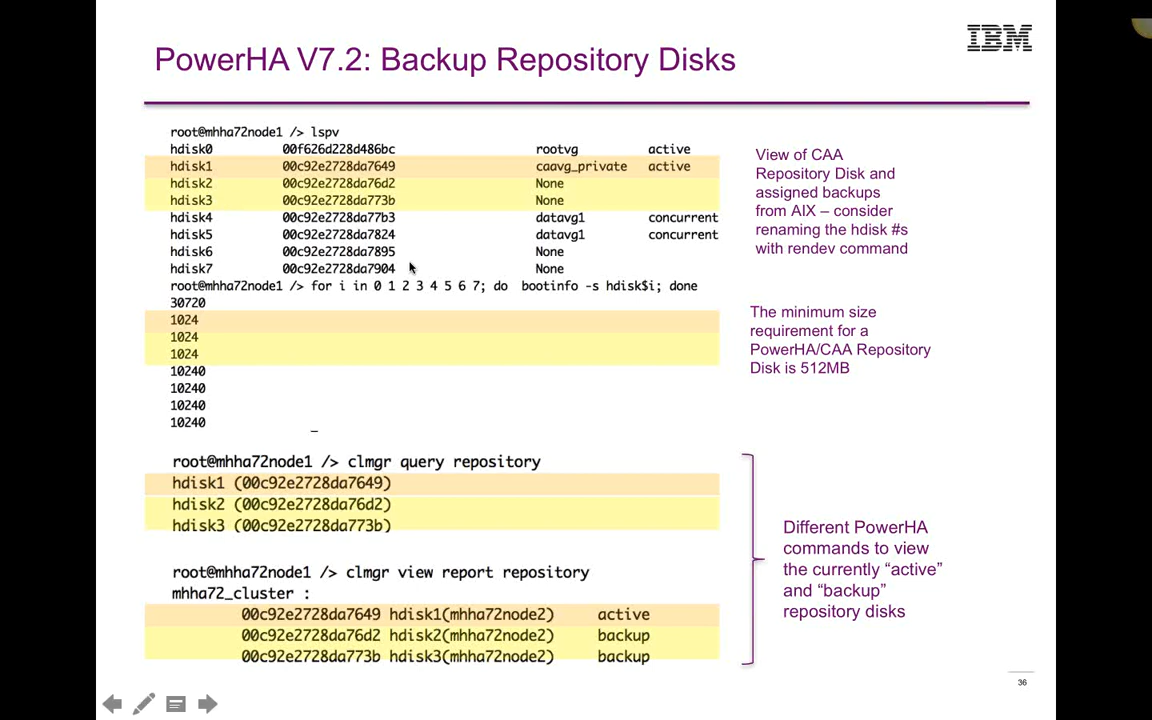 IBM
PowerHA V7.2: Backup Repository Disks
root@mhha72node1 /> lspv
hdisk0 00f626d228d486bc rootvg active
hdisk1 00c92e2728da7649 caavg_private active
hdisk2 00c92e2728da76d2 None
hdisk3 00c92e2728da773b None
hdisk4 00c92e2728da77b3 datavg1 concurrent
hdisk5 00c92e2728da7824 datavg1 concurrent
hdisk6 00c92e2728da7895 None
hdisk7 00c92e2728da7904 None
root@mhha72node1 /> for i in 0 1 2 3 4 5 6 7; do bootinfo -s hdisk$i; done
30720
1024
1024
1024
10240
10240
10240
10240
_
View of CAA
Repository Disk and
assigned backups
from AIX – consider
renaming the hdisk #s
with rendev command
The minimum size
requirement for a
PowerHA/CAA Repository
Disk is 512MB
root@mhha72node1 /> clmgr query repository
hdisk1 (00c92e2728da7649)
hdisk2 (00c92e2728da76d2)
hdisk3 (00c92e2728da773b)
root@mhha72node1 /> clmgr view report repository
mhha72_cluster :
00c92e2728da7649 hdisk1(mhha72node2) active
00c92e2728da76d2 hdisk2(mhha72node2) backup
00c92e2728da773b hdisk3(mhha72node2) backup
Different PowerHA
commands to view
the currently “active”
and “backup”
repository disks
36